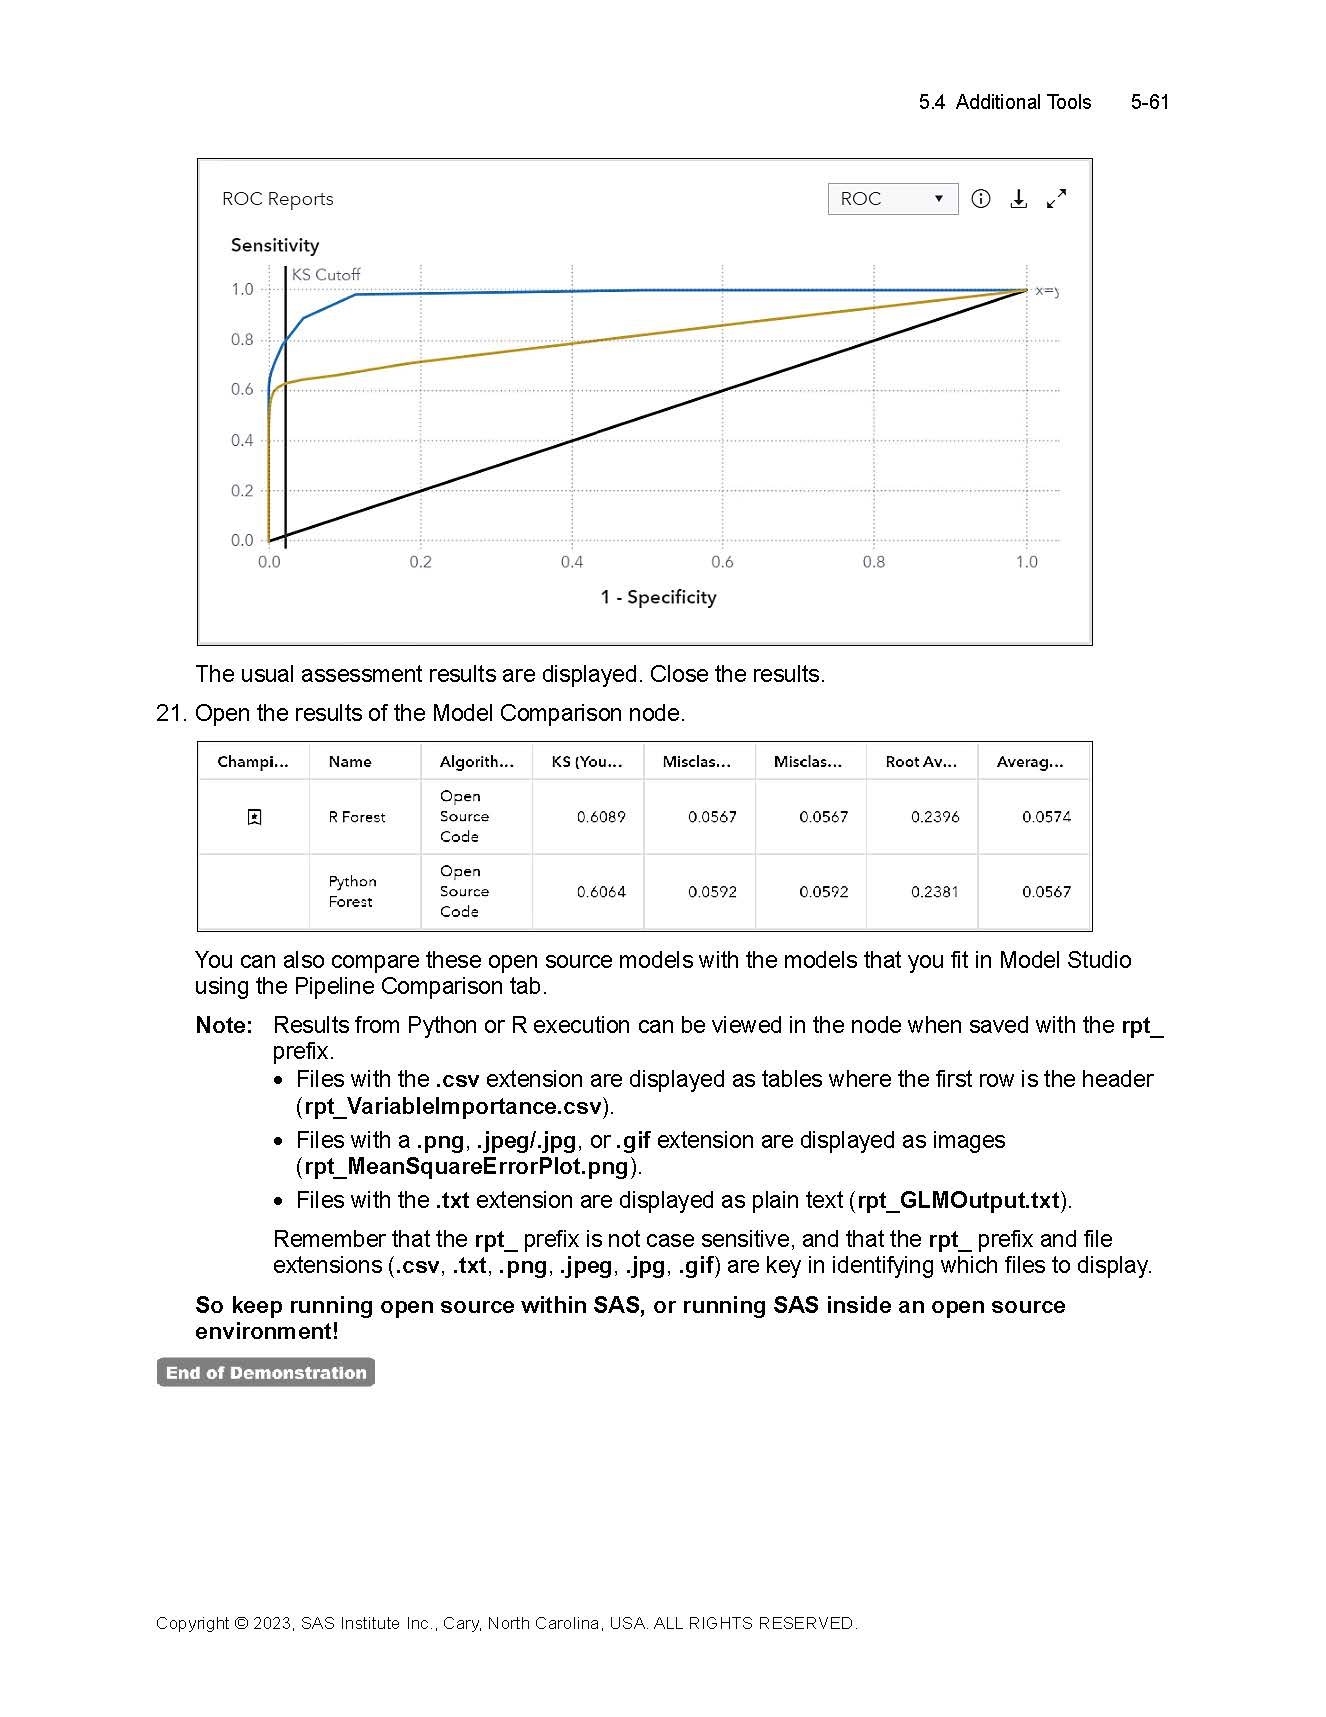 5.4 Additional Tools 5-61
ROC Reports ROC
Sensitivity
KS Cutoff
1.0
x=y
0.8
0.6
0.4
0.2
0.0
0.0 0.2 0.4 0.6 0.8 1.0
1 - Specificity
The usual assessment results are displayed. Close the results.
21. Open the results of the Model Comparison node.
Champi... Name Algorith... KS (You... Misclas... Misclas... Root Av... Averag...
R Forest Open Source Code 0.6089 0.0567 0.0567 0.2396 0.0574
Python Forest Open Source Code 0.6064 0.0592 0.0592 0.2381 0.0567
You can also compare these open source models with the models that you fit in Model Studio
using the Pipeline Comparison tab.
Note: Results from Python or R execution can be viewed in the node when saved with the rpt_
prefix.
• Files with the .csv extension are displayed as tables where the first row is the header
(rpt_VariableImportance.csv).
• Files with a .png, .jpeg/.jpg, or .gif extension are displayed as images
(rpt_MeanSquareErrorPlot.png).
• Files with the .txt extension are displayed as plain text (rpt_GLMOutput.txt).
Remember that the rpt_ prefix is not case sensitive, and that the rpt_ prefix and file
extensions (.csv, .txt, .png, .jpeg, .jpg, .gif) are key in identifying which files to display.
So keep running open source within SAS, or running SAS inside an open source
environment!
End of Demonstration
Copyright © 2023, SAS Institute Inc., Cary, North Carolina, USA. ALL RIGHTS RESERVED.